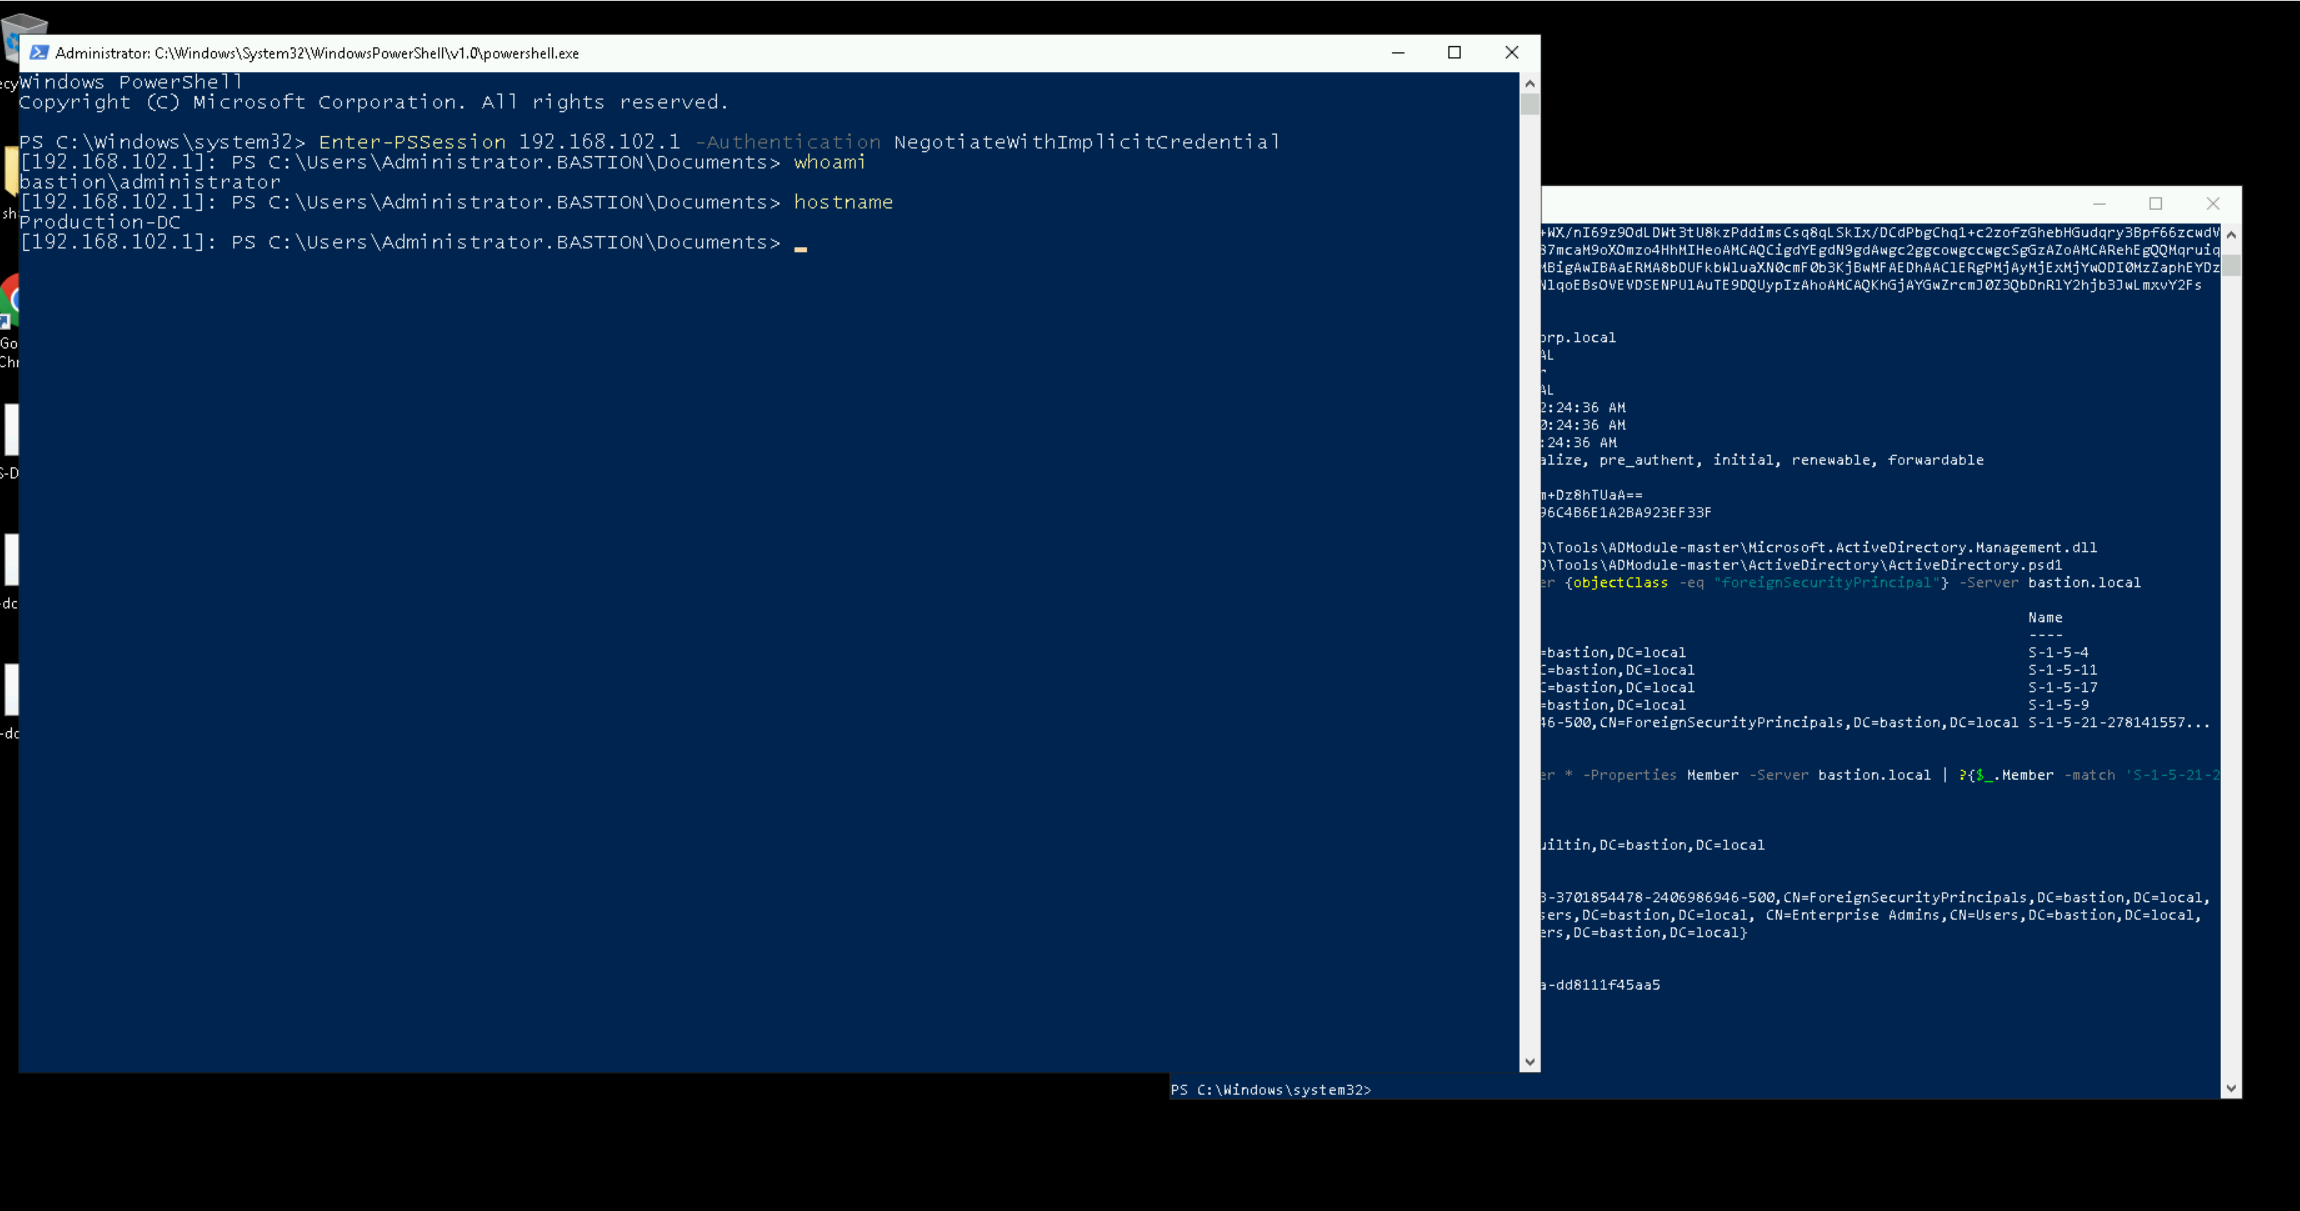 Administrator: C:\Windows\System32\WindowsPowerShell\v1.0\powershell.exe
Windows PowerShell
Copyright (C) Microsoft Corporation. All rights reserved.
PS C:\Windows\system32> Enter-PSSession 192.168.102.1 -Authentication NegotiateWithImplicitCredential
[192.168.102.1]: PS C:\Users\Administrator.BASTION\Documents> whoami
bastion\administrator
[192.168.102.1]: PS C:\Users\Administrator.BASTION\Documents> hostname
Production-DC
[192.168.102.1]: PS C:\Users\Administrator.BASTION\Documents>
ecy
sh
Go
Chr
S-D
-dc
-dc
orp.local
AL
r
AL
2:24:36 AM
0:24:36 AM
:24:36 AM
alize, pre_authent, initial, renewable, forwardable
m+Dz8hTUaA==
96C4B6E1A2BA923EF33F
D\Tools\ADModule-master\Microsoft.ActiveDirectory.Management.dll
D\Tools\ADModule-master\ActiveDirectory\ActiveDirectory.psd1
er {objectClass -eq "foreignSecurityPrincipal"} -Server bastion.local
Name
----
=bastion,DC=local S-1-5-4
C=bastion,DC=local S-1-5-11
C=bastion,DC=local S-1-5-17
=bastion,DC=local S-1-5-9
46-500,CN=ForeignSecurityPrincipals,DC=bastion,DC=local S-1-5-21-278141557...
er * -Properties Member -Server bastion.local | ?{$_.Member -match 'S-1-5-21-2
uiltin,DC=bastion,DC=local
3-3701854478-2406986946-500,CN=ForeignSecurityPrincipals,DC=bastion,DC=local,
sers,DC=bastion,DC=local, CN=Enterprise Admins,CN=Users,DC=bastion,DC=local,
ers,DC=bastion,DC=local}
a-dd8111f45aa5
PS C:\Windows\system32>